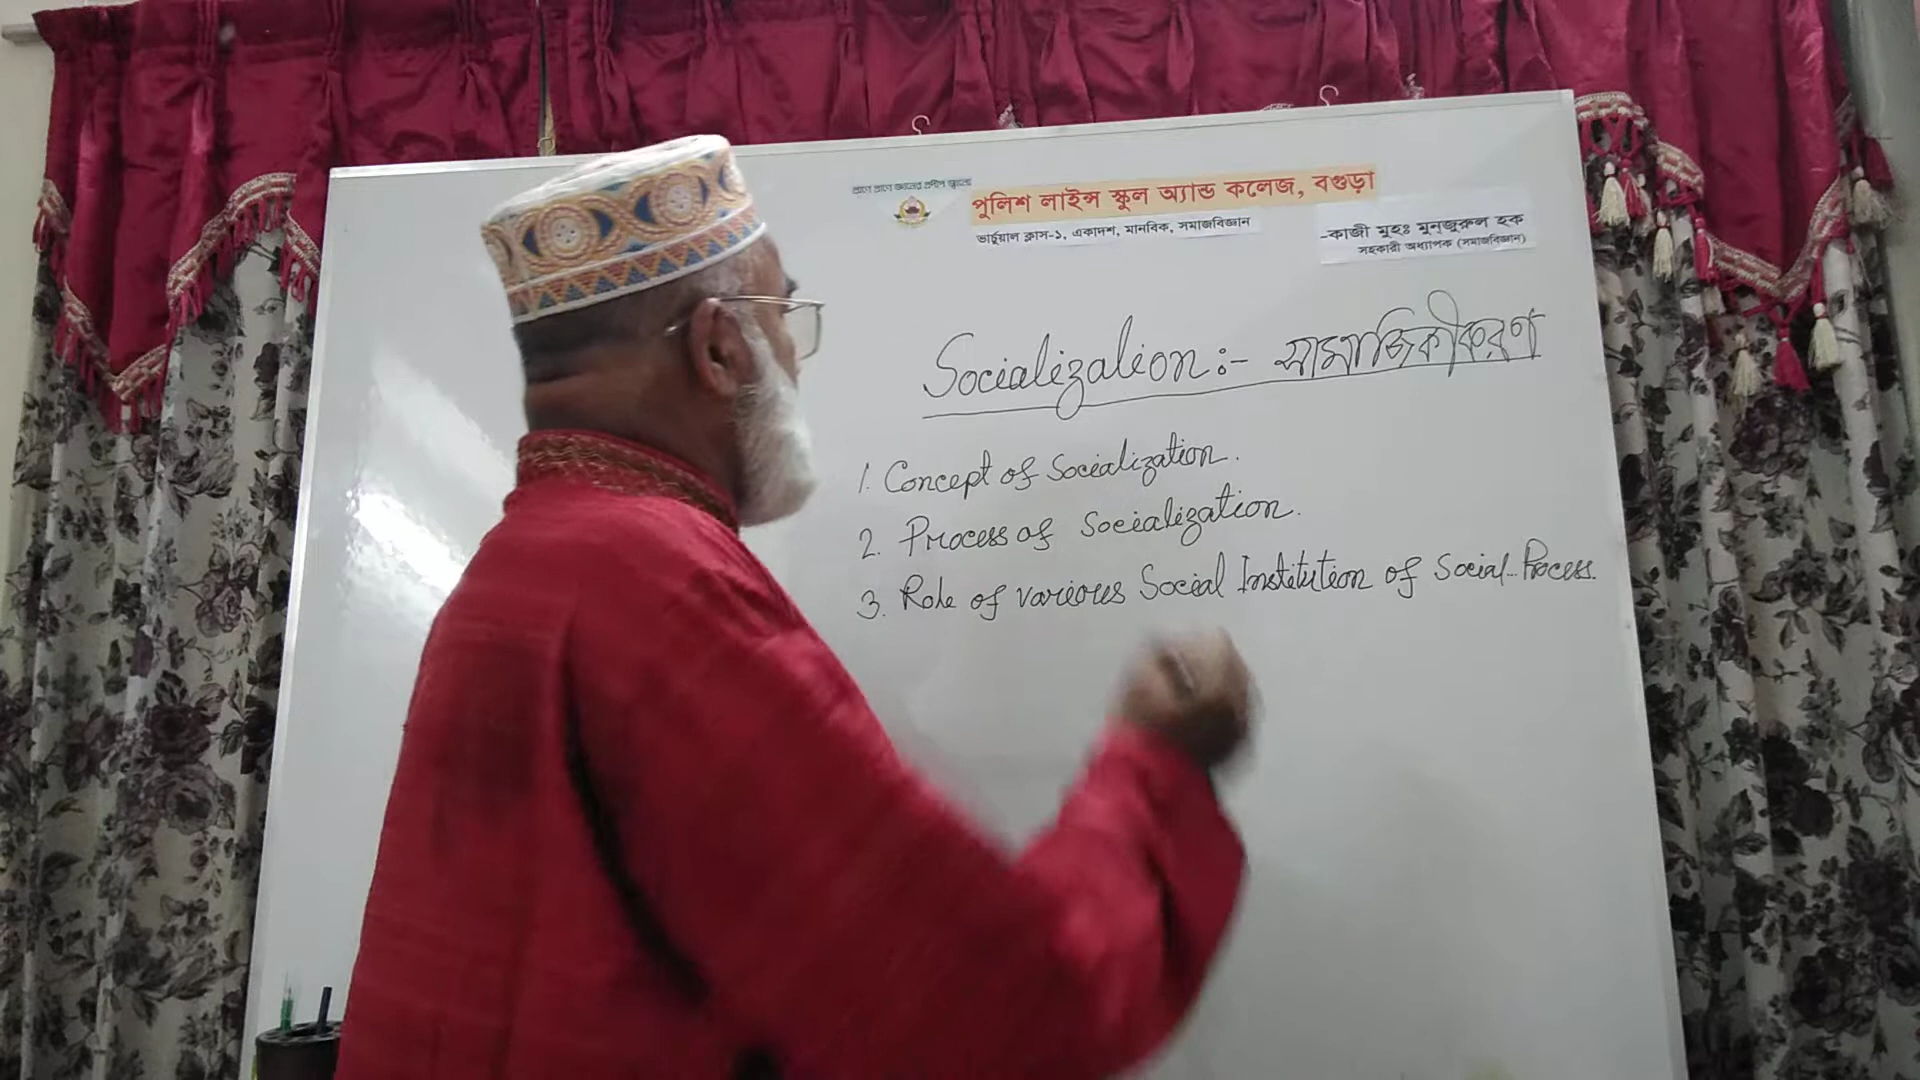 প্রাণে প্রাণে জ্ঞানের প্রদীপ জ্বালো
পুলিশ লাইন্স স্কুল অ্যান্ড কলেজ, বগুড়া
ভার্চুয়াল ক্লাস-১, একাদশ, মানবিক, সমাজবিজ্ঞান
-কাজী মুহঃ মুনজুরুল হক
সহকারী অধ্যাপক (সমাজবিজ্ঞান)
Socialization :- সামাজিকীকরণ
1. Concept of Socialization.
2. Process of Socialization.
3. Role of various Social Institution of Social Process.